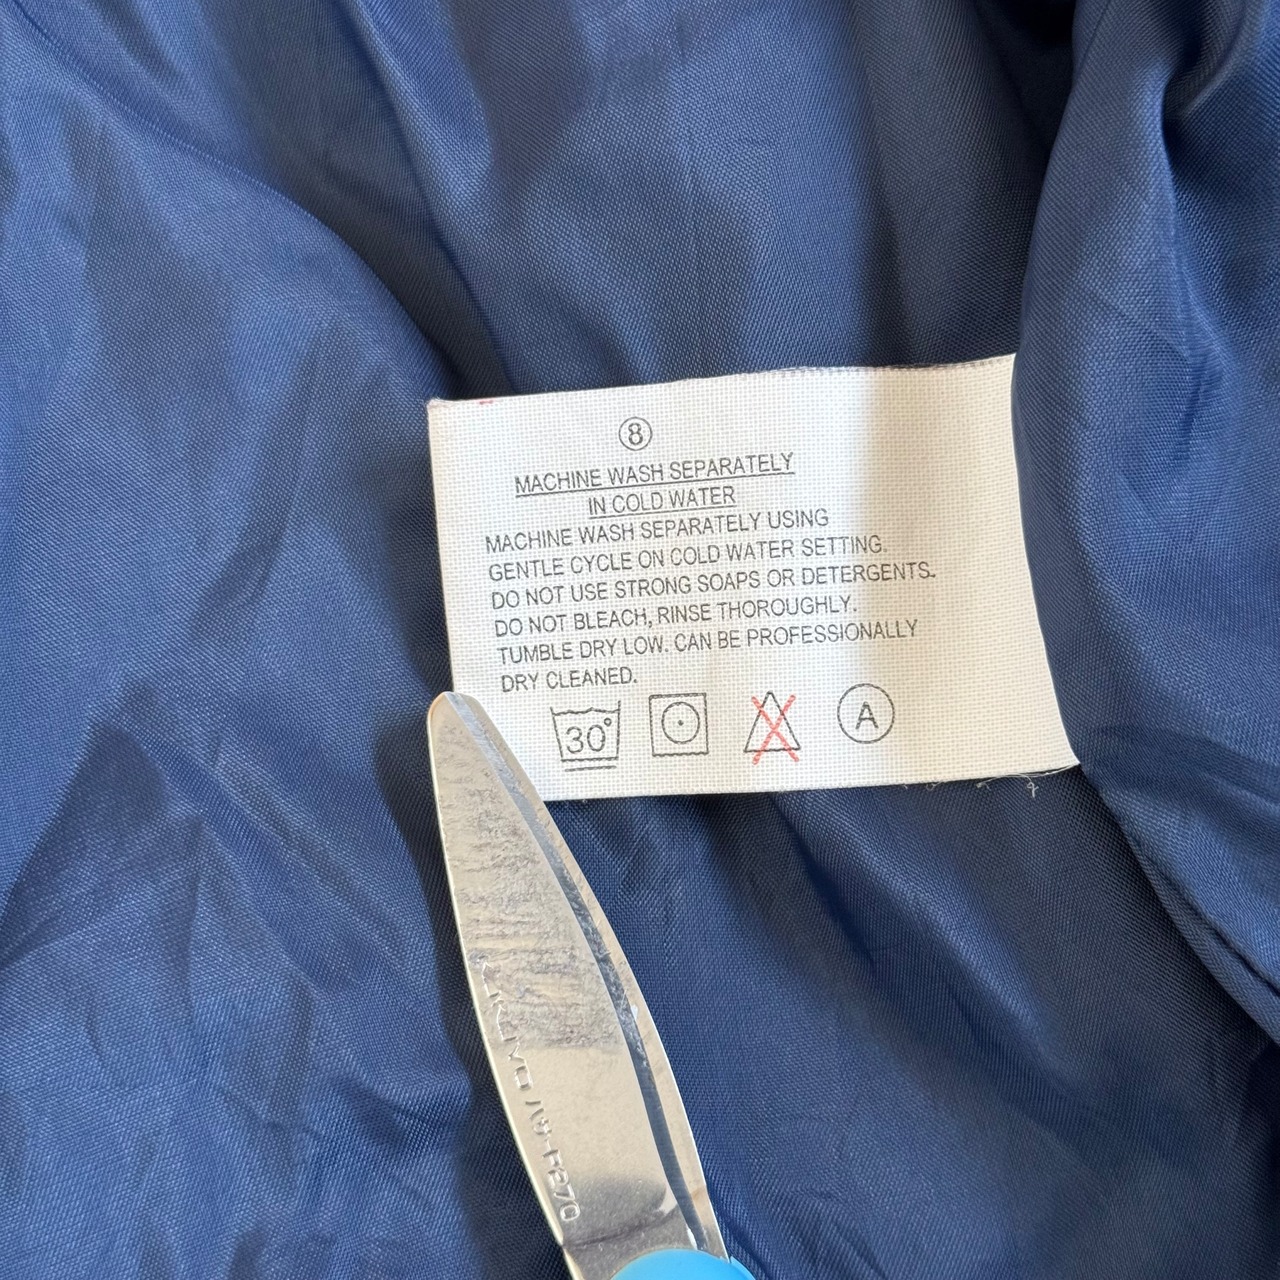 8
MACHINE WASH SEPARATELY
IN COLD WATER
MACHINE WASH SEPARATELY USING
GENTLE CYCLE ON COLD WATER SETTING.
DO NOT USE STRONG SOAPS OR DETERGENTS.
DO NOT BLEACH, RINSE THOROUGHLY.
TUMBLE DRY LOW. CAN BE PROFESSIONALLY
DRY CLEANED.
30° A